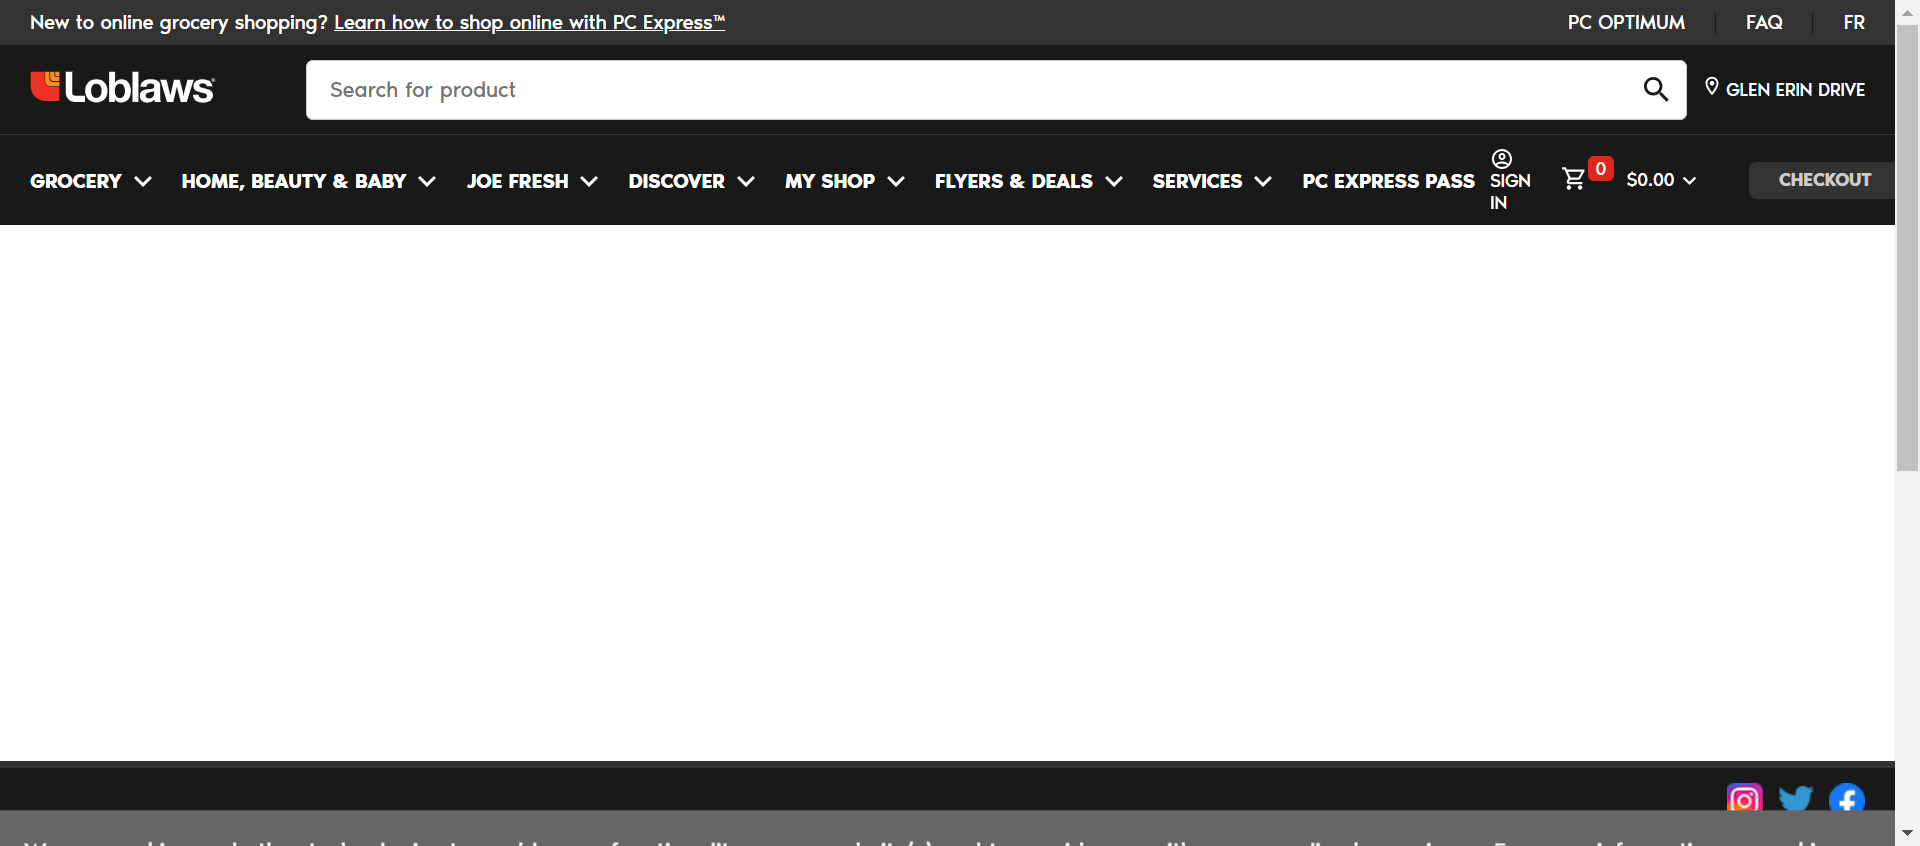 New to online grocery shopping? Learn how to shop online with PC Express™
PC OPTIMUM
FAQ
FR
Loblaws®
Search for product
GLEN ERIN DRIVE
GROCERY
HOME, BEAUTY & BABY
JOE FRESH
DISCOVER
MY SHOP
FLYERS & DEALS
SERVICES
PC EXPRESS PASS
SIGN
IN
0
$0.00
CHECKOUT